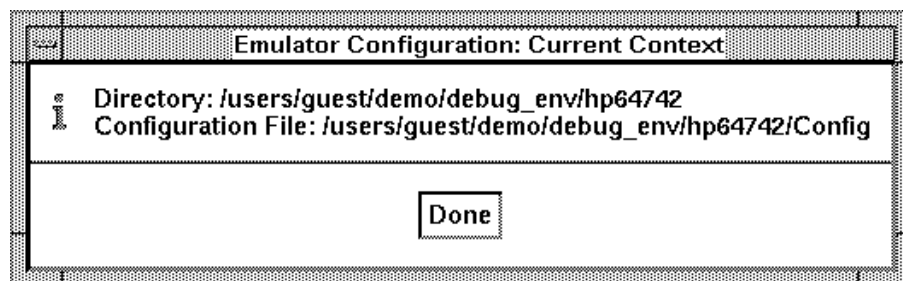 Emulator Configuration: Current Context
Directory: /users/guest/demo/debug_env/hp64742
Configuration File: /users/guest/demo/debug_env/hp64742/Config
Done